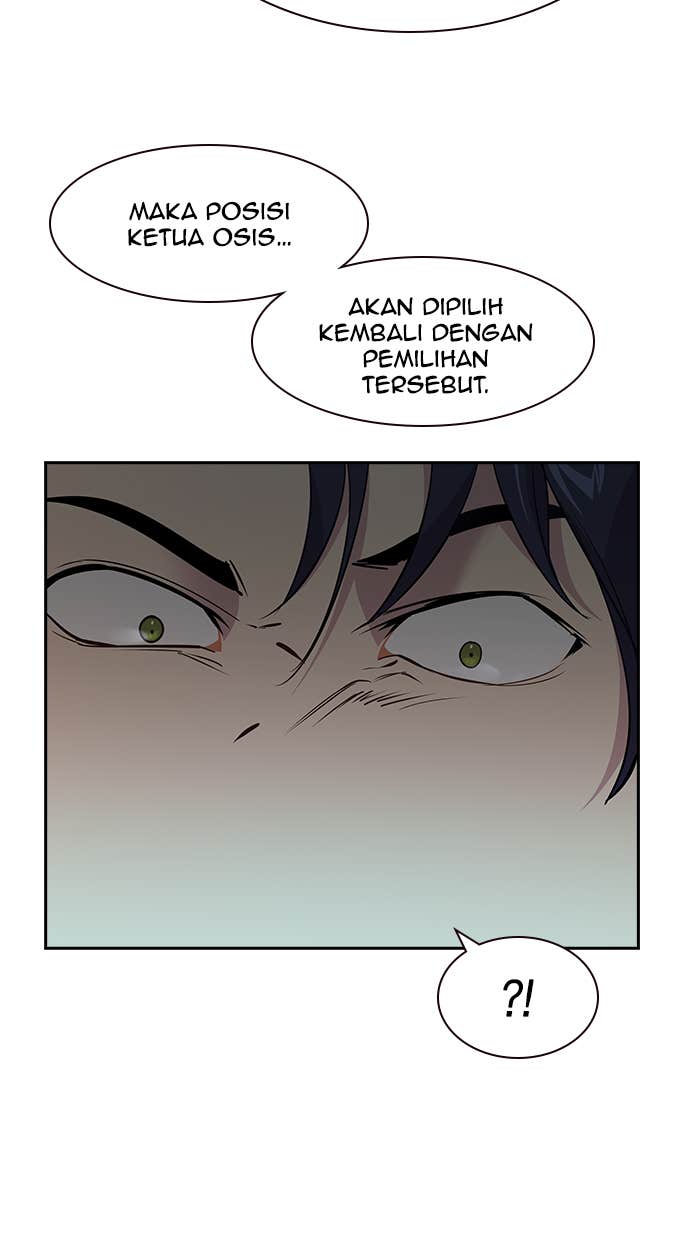 MAKA POSISI
KETUA OSIS...
AKAN DIPILIH
KEMBALI DENGAN
PEMILIHAN
TERSEBUT.
?!